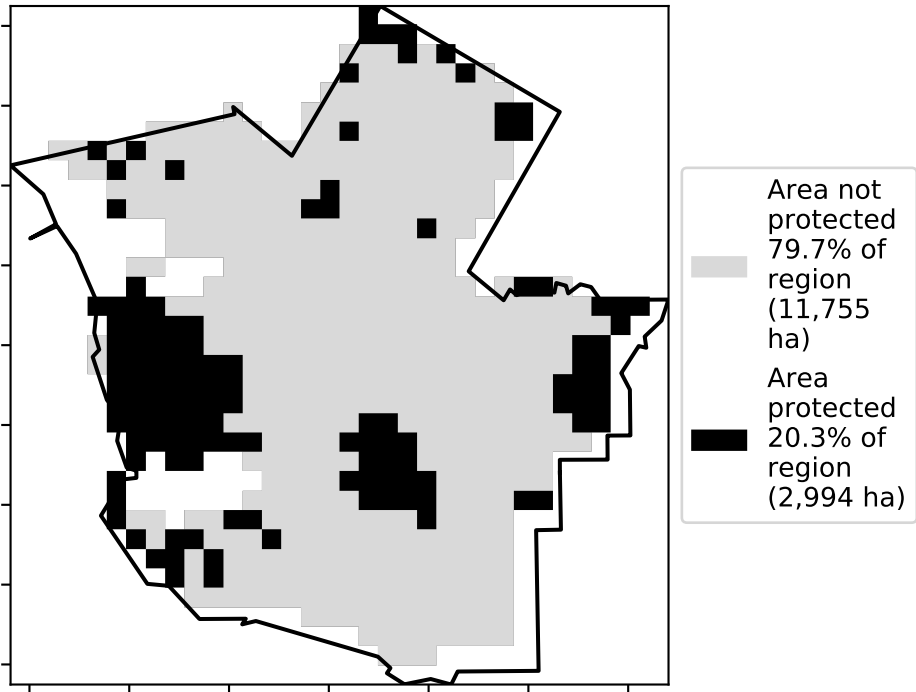 Area not
protected
79.7% of
region
(11,755
ha)
Area
protected
20.3% of
region
(2,994 ha)